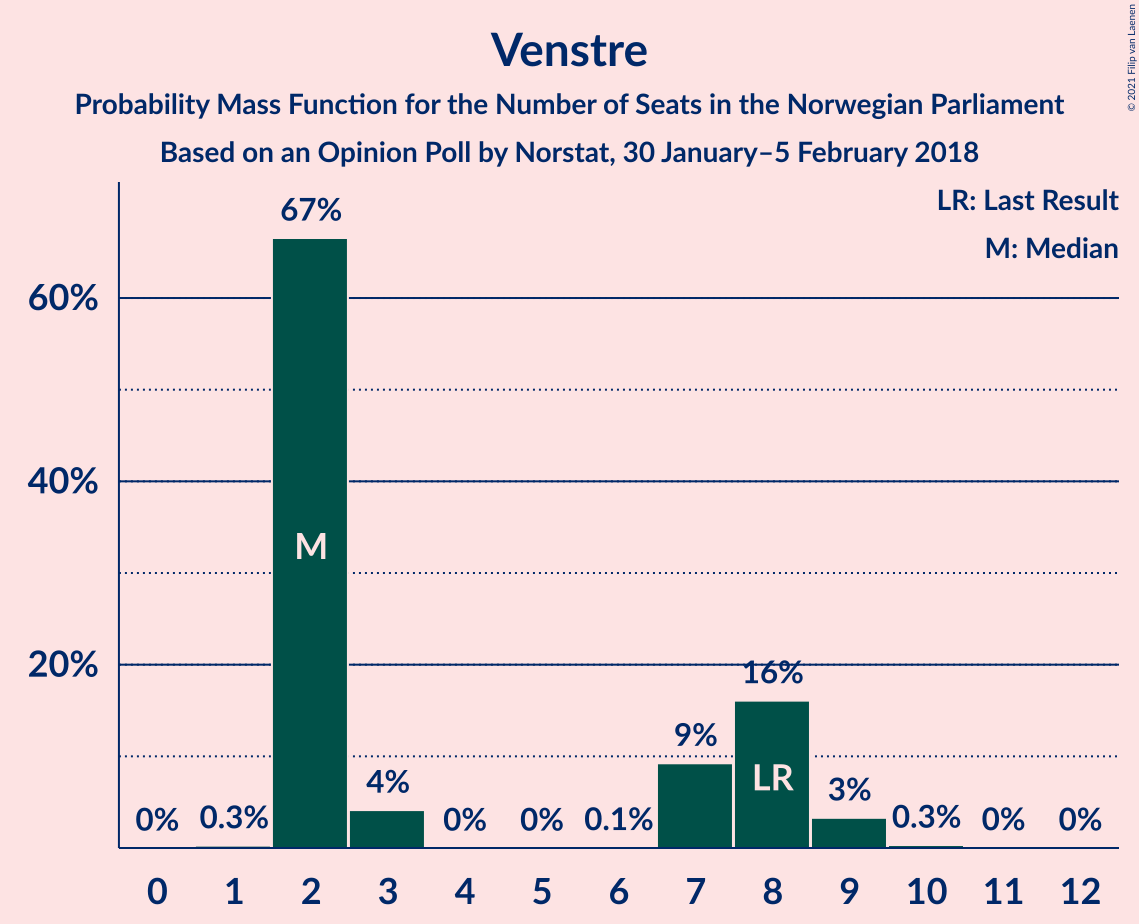 Venstre
Probability Mass Function for the Number of Seats in the Norwegian Parliament
Based on an Opinion Poll by Norstat, 30 January–5 February 2018
© 2021 Filip van Laenen
LR: Last Result
M: Median
60%
40%
20%
0% 0.3% 67% 4% 0% 0% 0.1% 9% 16% 3% 0.3% 0% 0%
M
LR
0 1 2 3 4 5 6 7 8 9 10 11 12